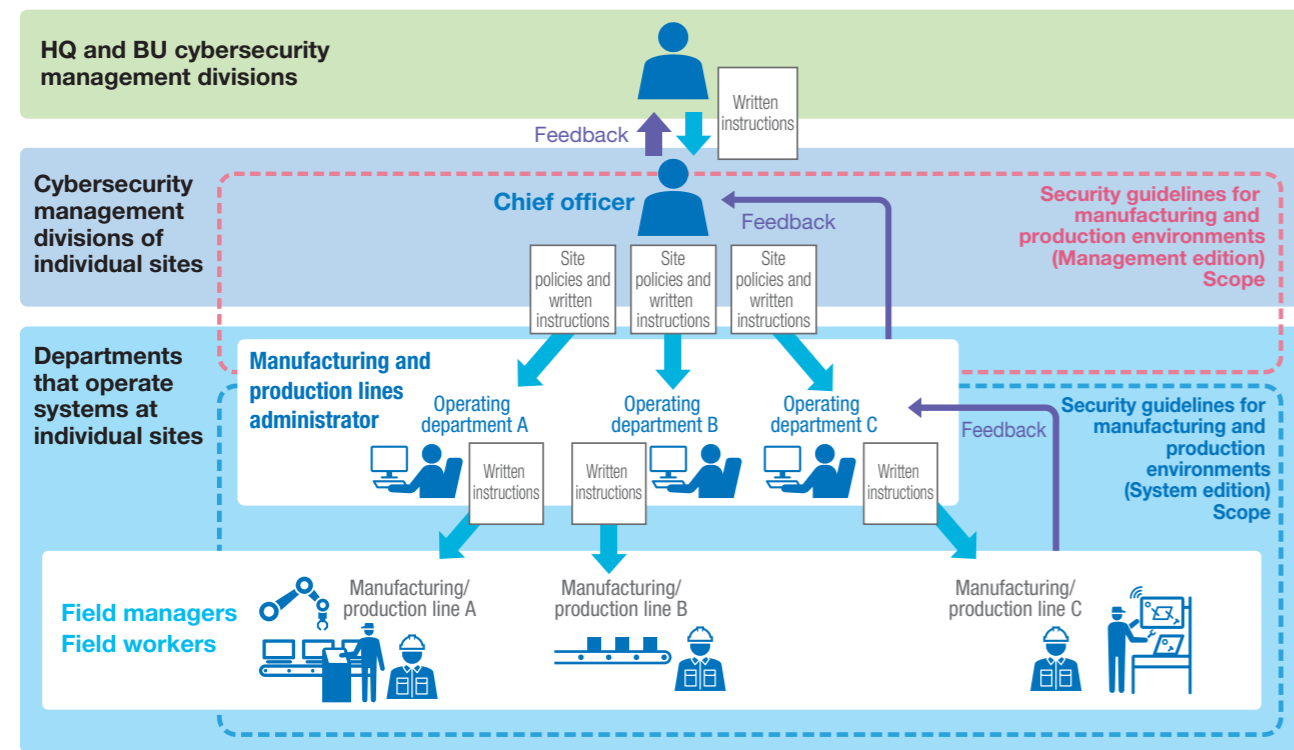 HQ and BU cybersecurity
management divisions
Written
instructions
Feedback
Cybersecurity
management
divisions of
individual sites
Chief officer
Feedback
Security guidelines for
manufacturing and
production environments
(Management edition)
Scope
Site
policies and
written
instructions
Site
policies and
written
instructions
Site
policies and
written
instructions
Departments
that operate
systems at
individual sites
Manufacturing and
production lines
administrator
Operating
department A
Operating
department B
Operating
department C
Feedback
Security guidelines for
manufacturing and
production
environments
(System edition)
Scope
Written
instructions
Written
instructions
Written
instructions
Field managers
Field workers
Manufacturing/
production line A
Manufacturing/
production line B
Manufacturing/
production line C